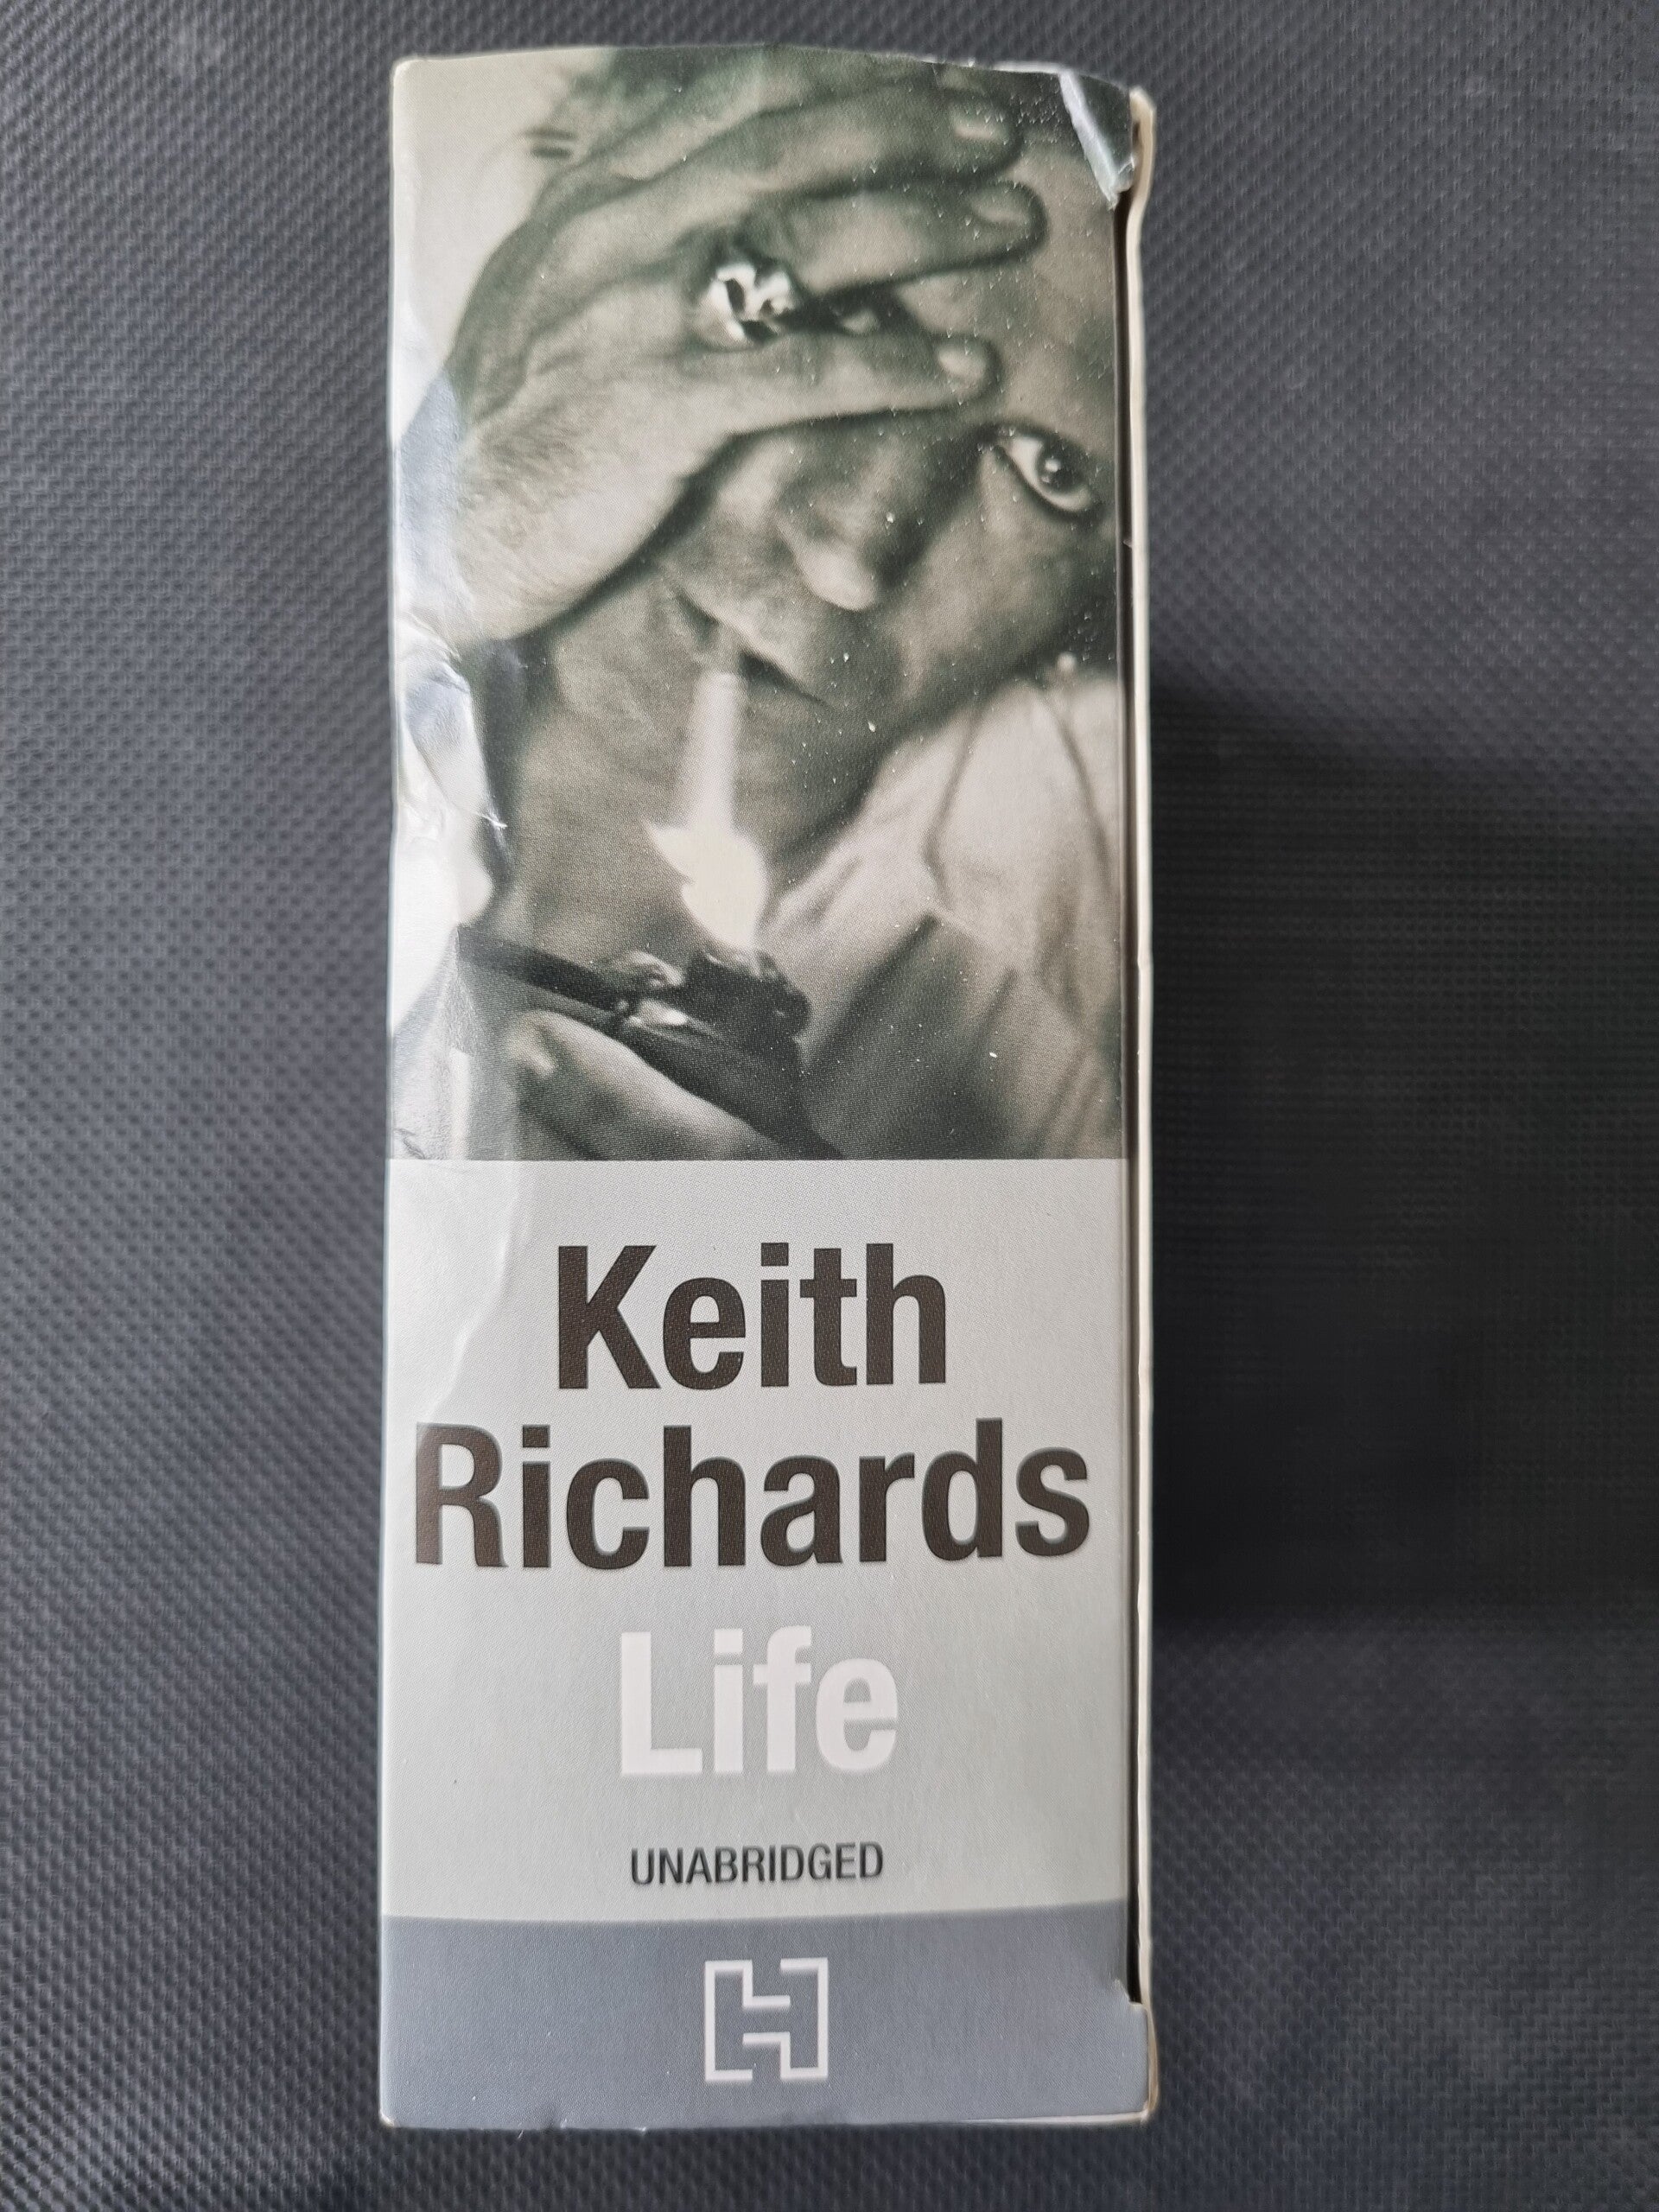 Keith
Richards
Life
UNABRIDGED